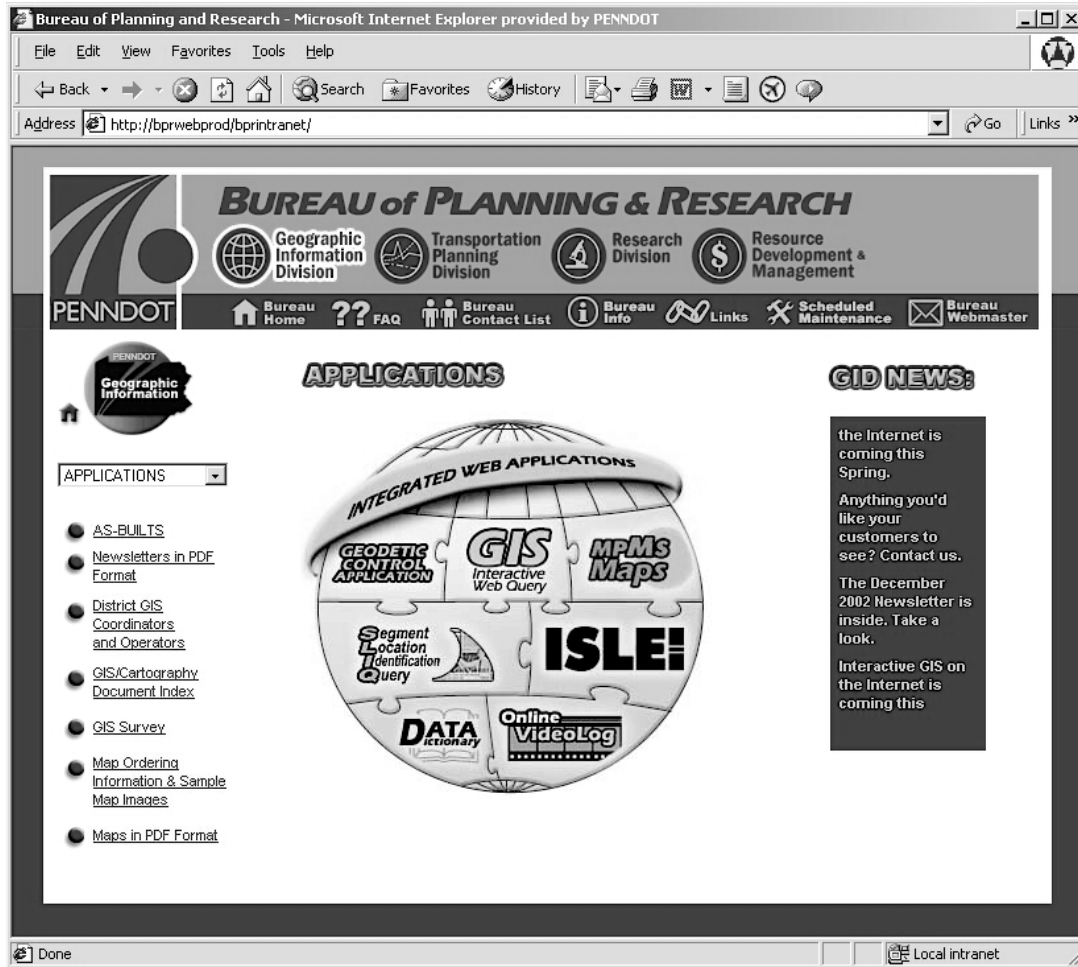 Bureau of Planning and Research - Microsoft Internet Explorer provided by PENNDOT
File Edit View Favorites Tools Help
Back Search Favorites History
Address http://bprwebprod/bprintranet/ Go Links »
BUREAU of PLANNING & RESEARCH
Geographic
Information
Division
Transportation
Planning
Division
Research
Division
Resource
Development &
Management
PENNDOT
Bureau
Home
?? FAQ
Bureau
Contact List
Bureau
Info
Links
Scheduled
Maintenance
Bureau
Webmaster
PENNDOT
Geographic
Information
APPLICATIONS
AS-BUILTS
Newsletters in PDF
Format
District GIS
Coordinators
and Operators
GIS/Cartography
Document Index
GIS Survey
Map Ordering
Information & Sample
Map Images
Maps in PDF Format
APPLICATIONS
INTEGRATED WEB APPLICATIONS
GEODETIC
CONTROL
APPLICATION
GIS
Interactive
Web Query
MPMS
Maps
Segment
Location
Identification
Query
ISLE!
DATA
Dictionary
Online
VideoLog
GID NEWS:
the Internet is
coming this
Spring.
Anything you'd
like your
customers to
see? Contact us.
The December
2002 Newsletter is
inside. Take a
look.
Interactive GIS on
the Internet is
coming this
Done
Local intranet